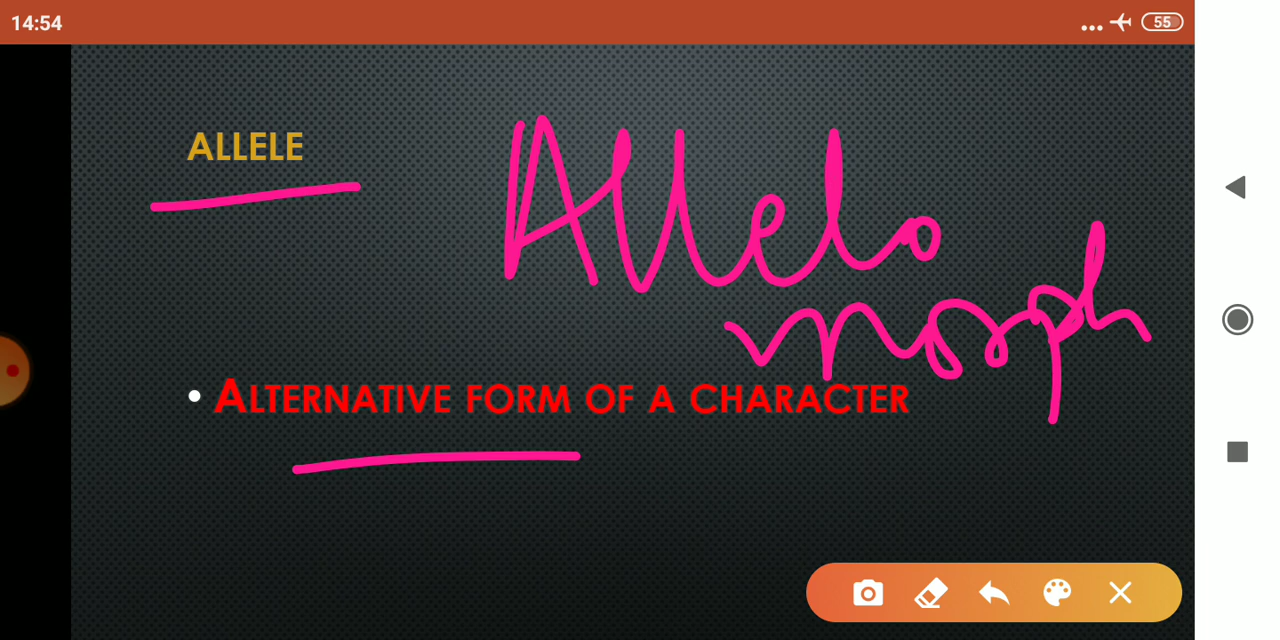 14:54
55
ALLELE
Allelo
morph
• ALTERNATIVE FORM OF A CHARACTER